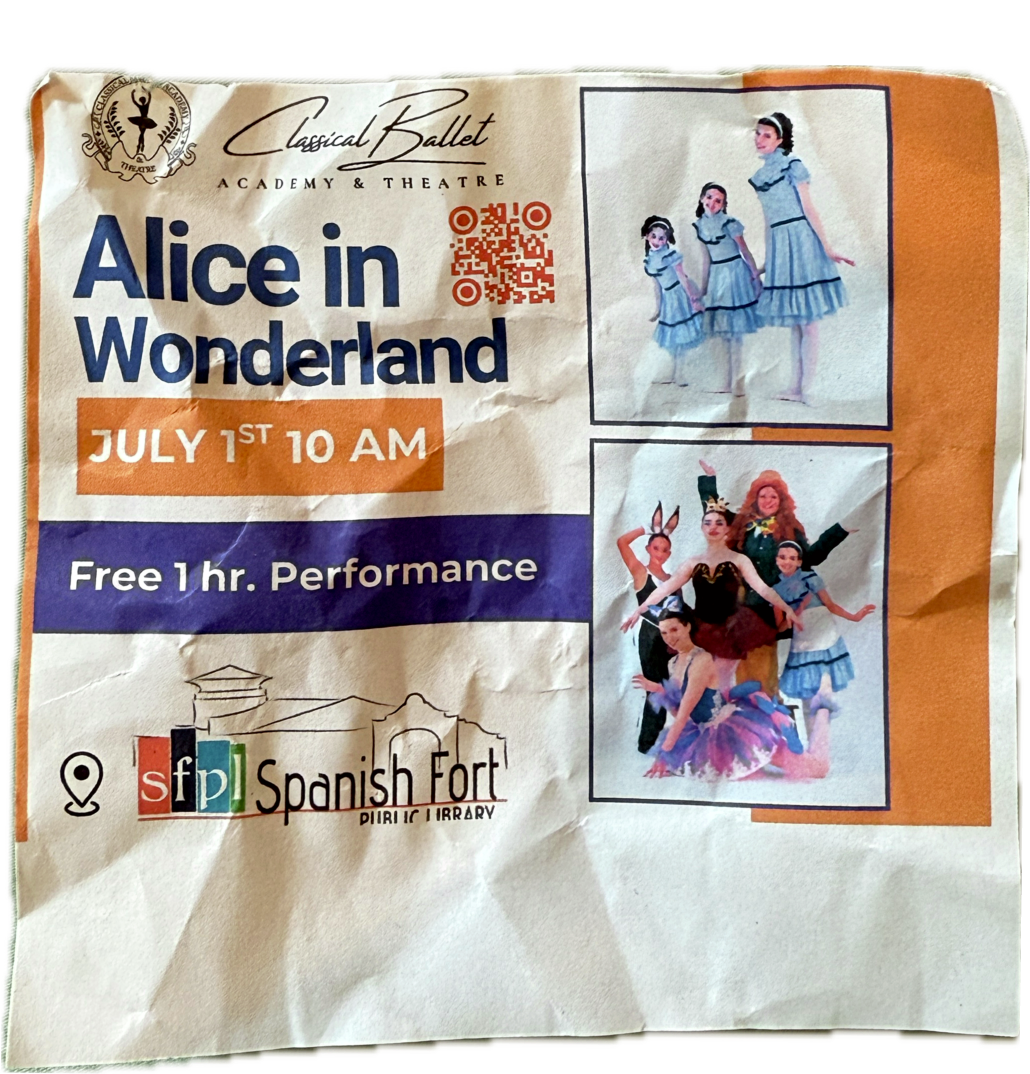 Classical Ballet
ACADEMY & THEATRE
& THEATRE
Alice in
Wonderland
JULY 1ST 10 AM
Free 1 hr. Performance
sfpl Spanish Fort
PUBLIC LIBRARY